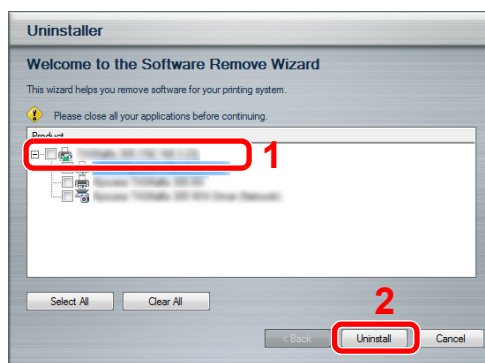 Uninstaller
Welcome to the Software Remove Wizard
This wizard helps you remove software for your printing system.
Please close all your applications before continuing.
Product
1
Select All Clear All
2
< Back Uninstall Cancel